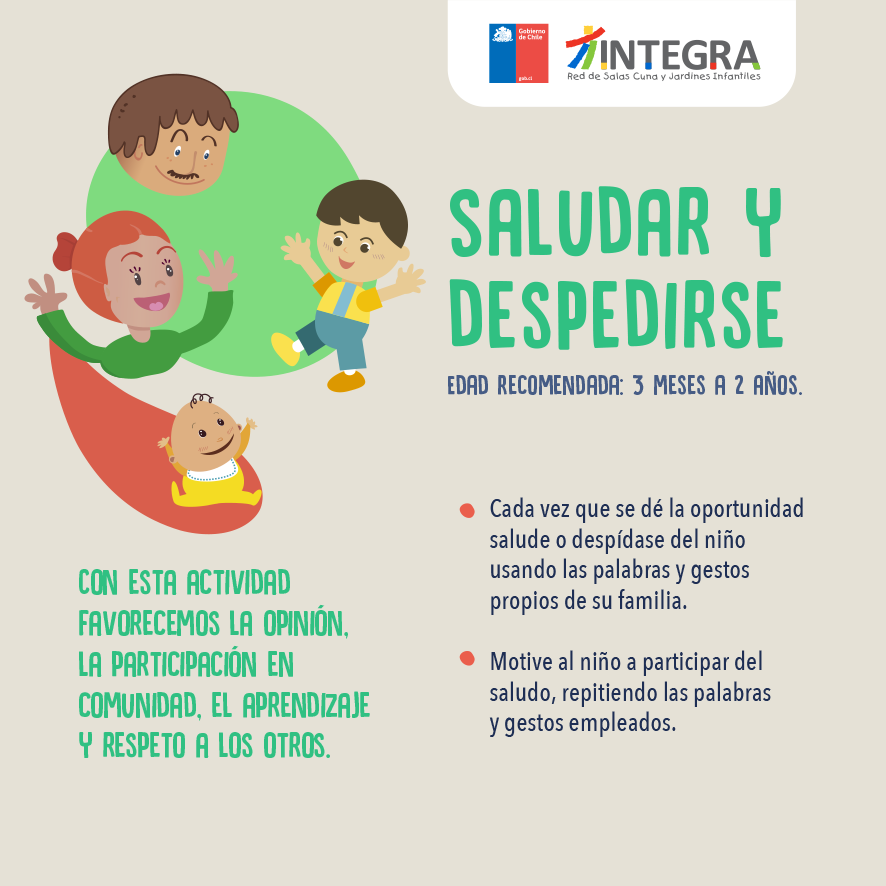 Gobierno
de Chile
gob.cl
INTEGRA
Red de Salas Cuna y Jardines Infantiles
SALUDAR Y
DESPEDIRSE
EDAD RECOMENDADA: 3 MESES A 2 AÑOS.
Cada vez que se dé la oportunidad
salude o despídase del niño
usando las palabras y gestos
propios de su familia.
Motive al niño a participar del
saludo, repitiendo las palabras
y gestos empleados.
CON ESTA ACTIVIDAD
FAVORECEMOS LA OPINIÓN,
LA PARTICIPACIÓN EN
COMUNIDAD, EL APRENDIZAJE
Y RESPETO A LOS OTROS.